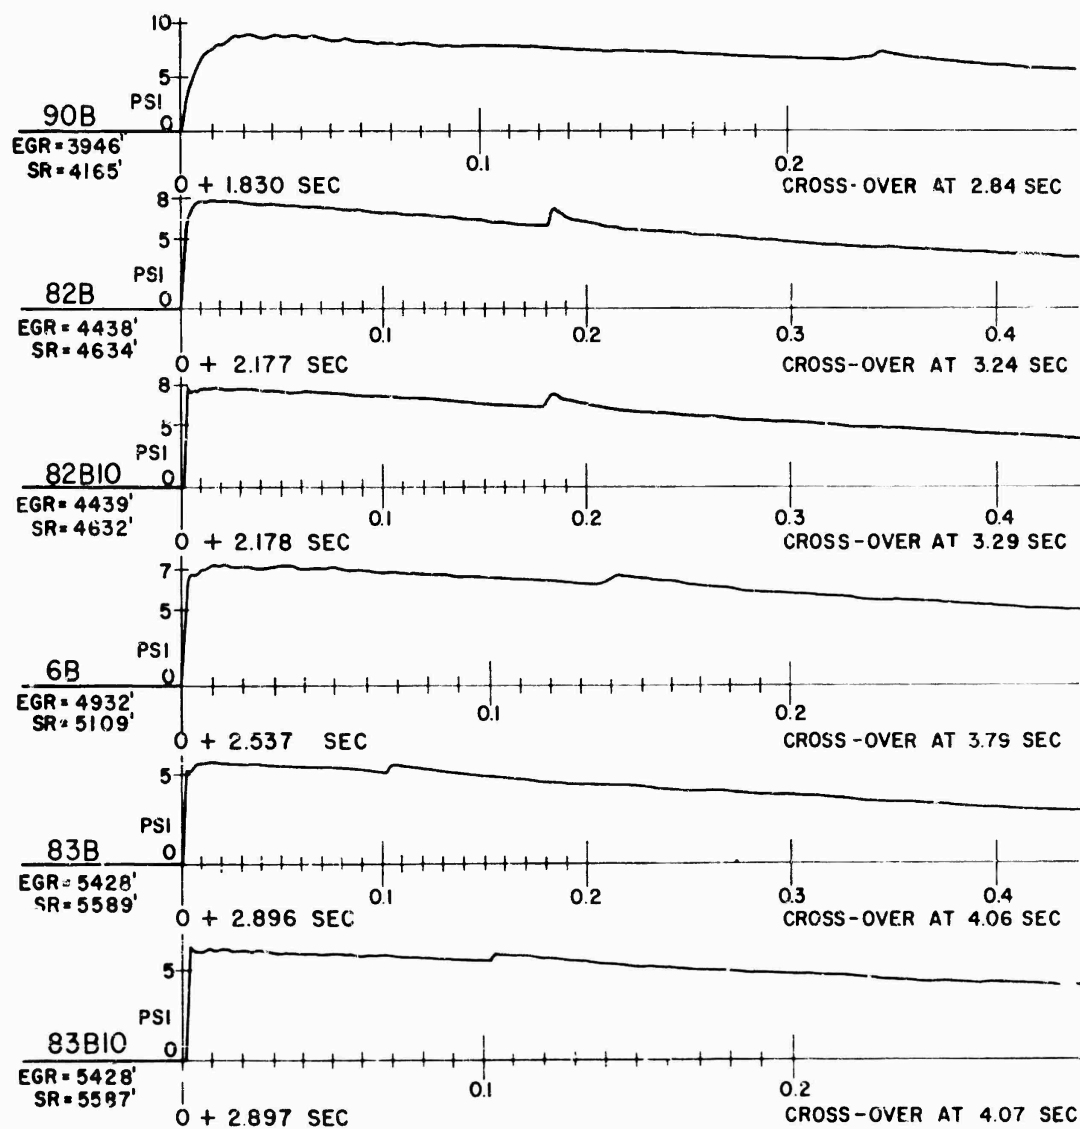 10
5
PSI
0
90B
EGR = 3946'
SR = 4165'
0.1
0.2
0 + 1.830 SEC
CROSS-OVER AT 2.84 SEC
8
5
PSI
0
82B
EGR = 4438'
SR = 4634'
0.1
0.2
0.3
0.4
0 + 2.177 SEC
CROSS-OVER AT 3.24 SEC
8
5
PSI
0
82B10
EGR = 4439'
SR = 4632'
0.1
0.2
0.3
0.4
0 + 2.178 SEC
CROSS-OVER AT 3.29 SEC
7
5
PSI
0
6B
EGR = 4932'
SR = 5109'
0.1
0.2
0 + 2.537 SEC
CROSS-OVER AT 3.79 SEC
5
PSI
0
83B
EGR = 5428'
SR = 5589'
0.1
0.2
0.3
0.4
0 + 2.896 SEC
CROSS-OVER AT 4.06 SEC
5
PSI
0
83B10
EGR = 5428'
SR = 5587'
0.1
0.2
0 + 2.897 SEC
CROSS-OVER AT 4.07 SEC